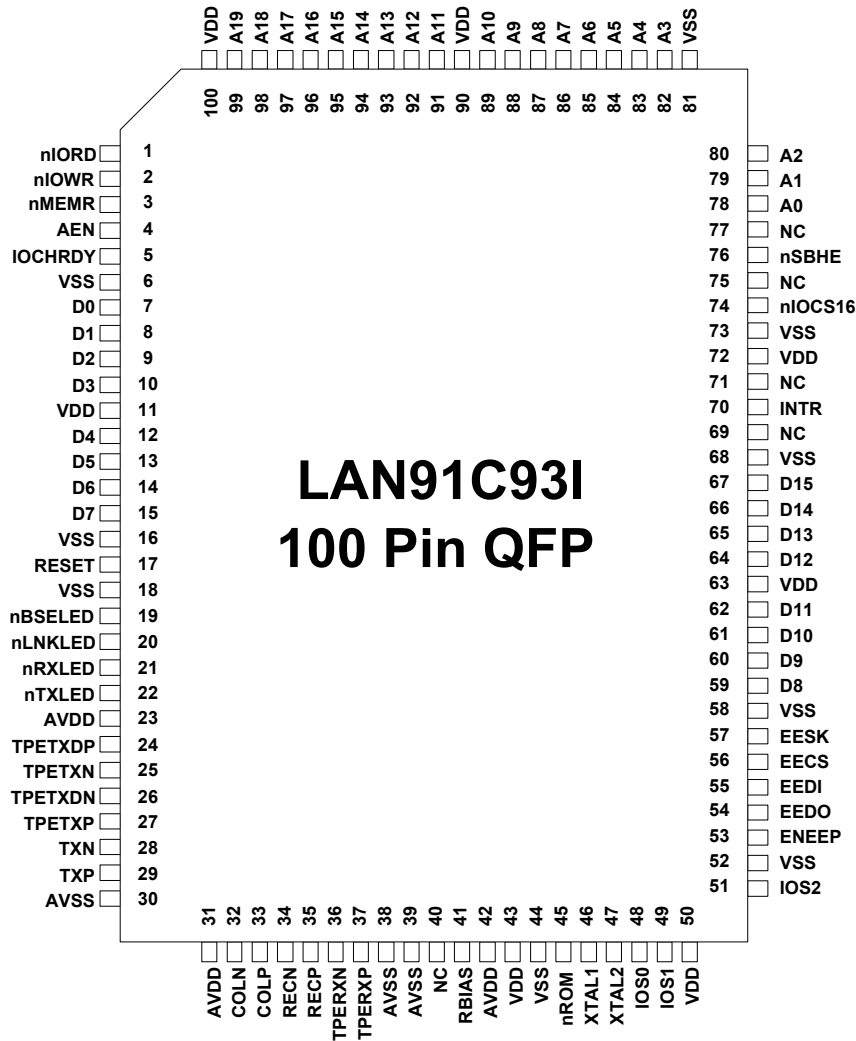 VDD A19 A18 A17 A16 A15 A14 A13 A12 A11 VDD A10 A9 A8 A7 A6 A5 A4 A3 VSS
100 99 98 97 96 95 94 93 92 91 90 89 88 87 86 85 84 83 82 81
nIORD 1
nIOWR 2
nMEMR 3
AEN 4
IOCHRDY 5
VSS 6
D0 7
D1 8
D2 9
D3 10
VDD 11
D4 12
D5 13
D6 14
D7 15
VSS 16
RESET 17
VSS 18
nBSELED 19
nLNKLED 20
nRXLED 21
nTXLED 22
AVDD 23
TPETXDP 24
TPETXN 25
TPETXDN 26
TPETXP 27
TXN 28
TXP 29
AVSS 30
LAN91C93I
100 Pin QFP
80 A2
79 A1
78 A0
77 NC
76 nSBHE
75 NC
74 nIOCS16
73 VSS
72 VDD
71 NC
70 INTR
69 NC
68 VSS
67 D15
66 D14
65 D13
64 D12
63 VDD
62 D11
61 D10
60 D9
59 D8
58 VSS
57 EESK
56 EECS
55 EEDI
54 EEDO
53 ENEEP
52 VSS
51 IOS2
31 32 33 34 35 36 37 38 39 40 41 42 43 44 45 46 47 48 49 50
AVDD COLN COLP RECN RECP TPERXN TPERXP AVSS AVSS NC RBIAS AVDD VDD VSS nROM XTAL1 XTAL2 IOS0 IOS1 VDD